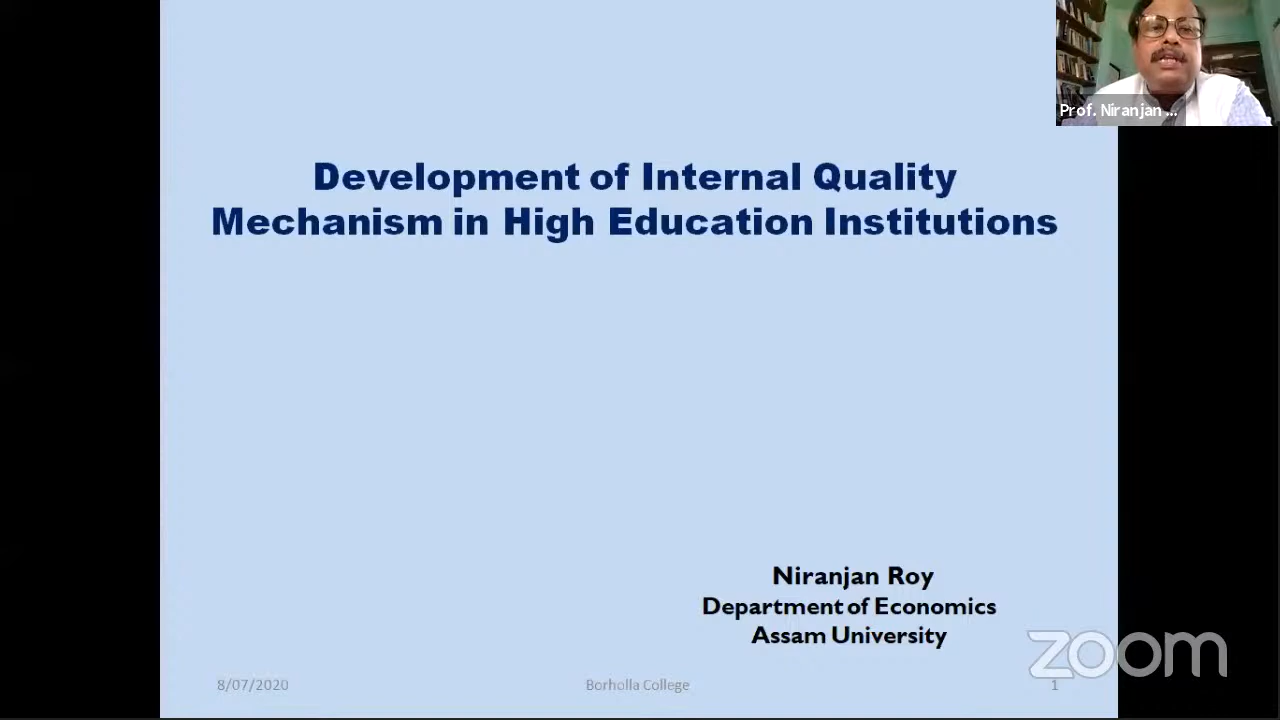 Prof. Niranjan ...
Development of Internal Quality
Mechanism in High Education Institutions
Niranjan Roy
Department of Economics
Assam University
zoom
8/07/2020
Borholla College
1